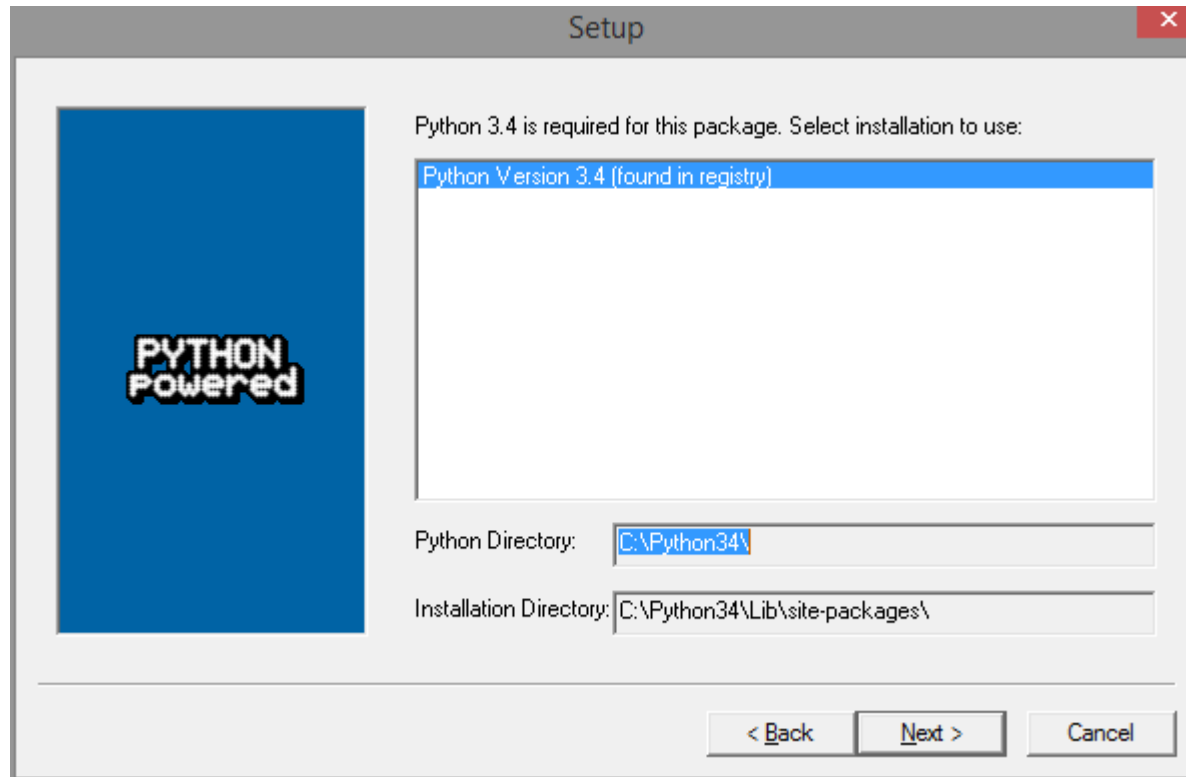 Setup
Python 3.4 is required for this package. Select installation to use:
Python Version 3.4 (found in registry)
PYTHON
powered
Python Directory:
C:\Python34\
Installation Directory:
C:\Python34\Lib\site-packages\
< Back
Next >
Cancel